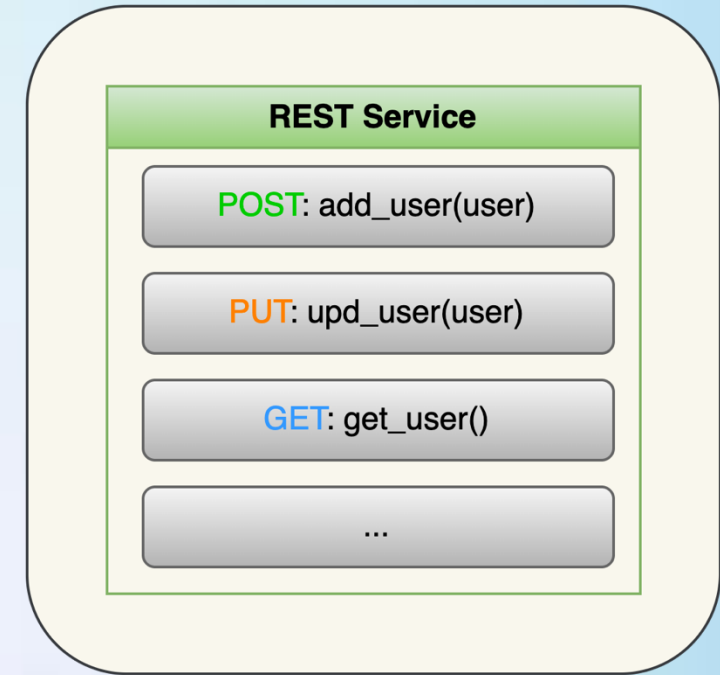 REST Service
POST: add_user(user)
PUT: upd_user(user)
GET: get_user()
...